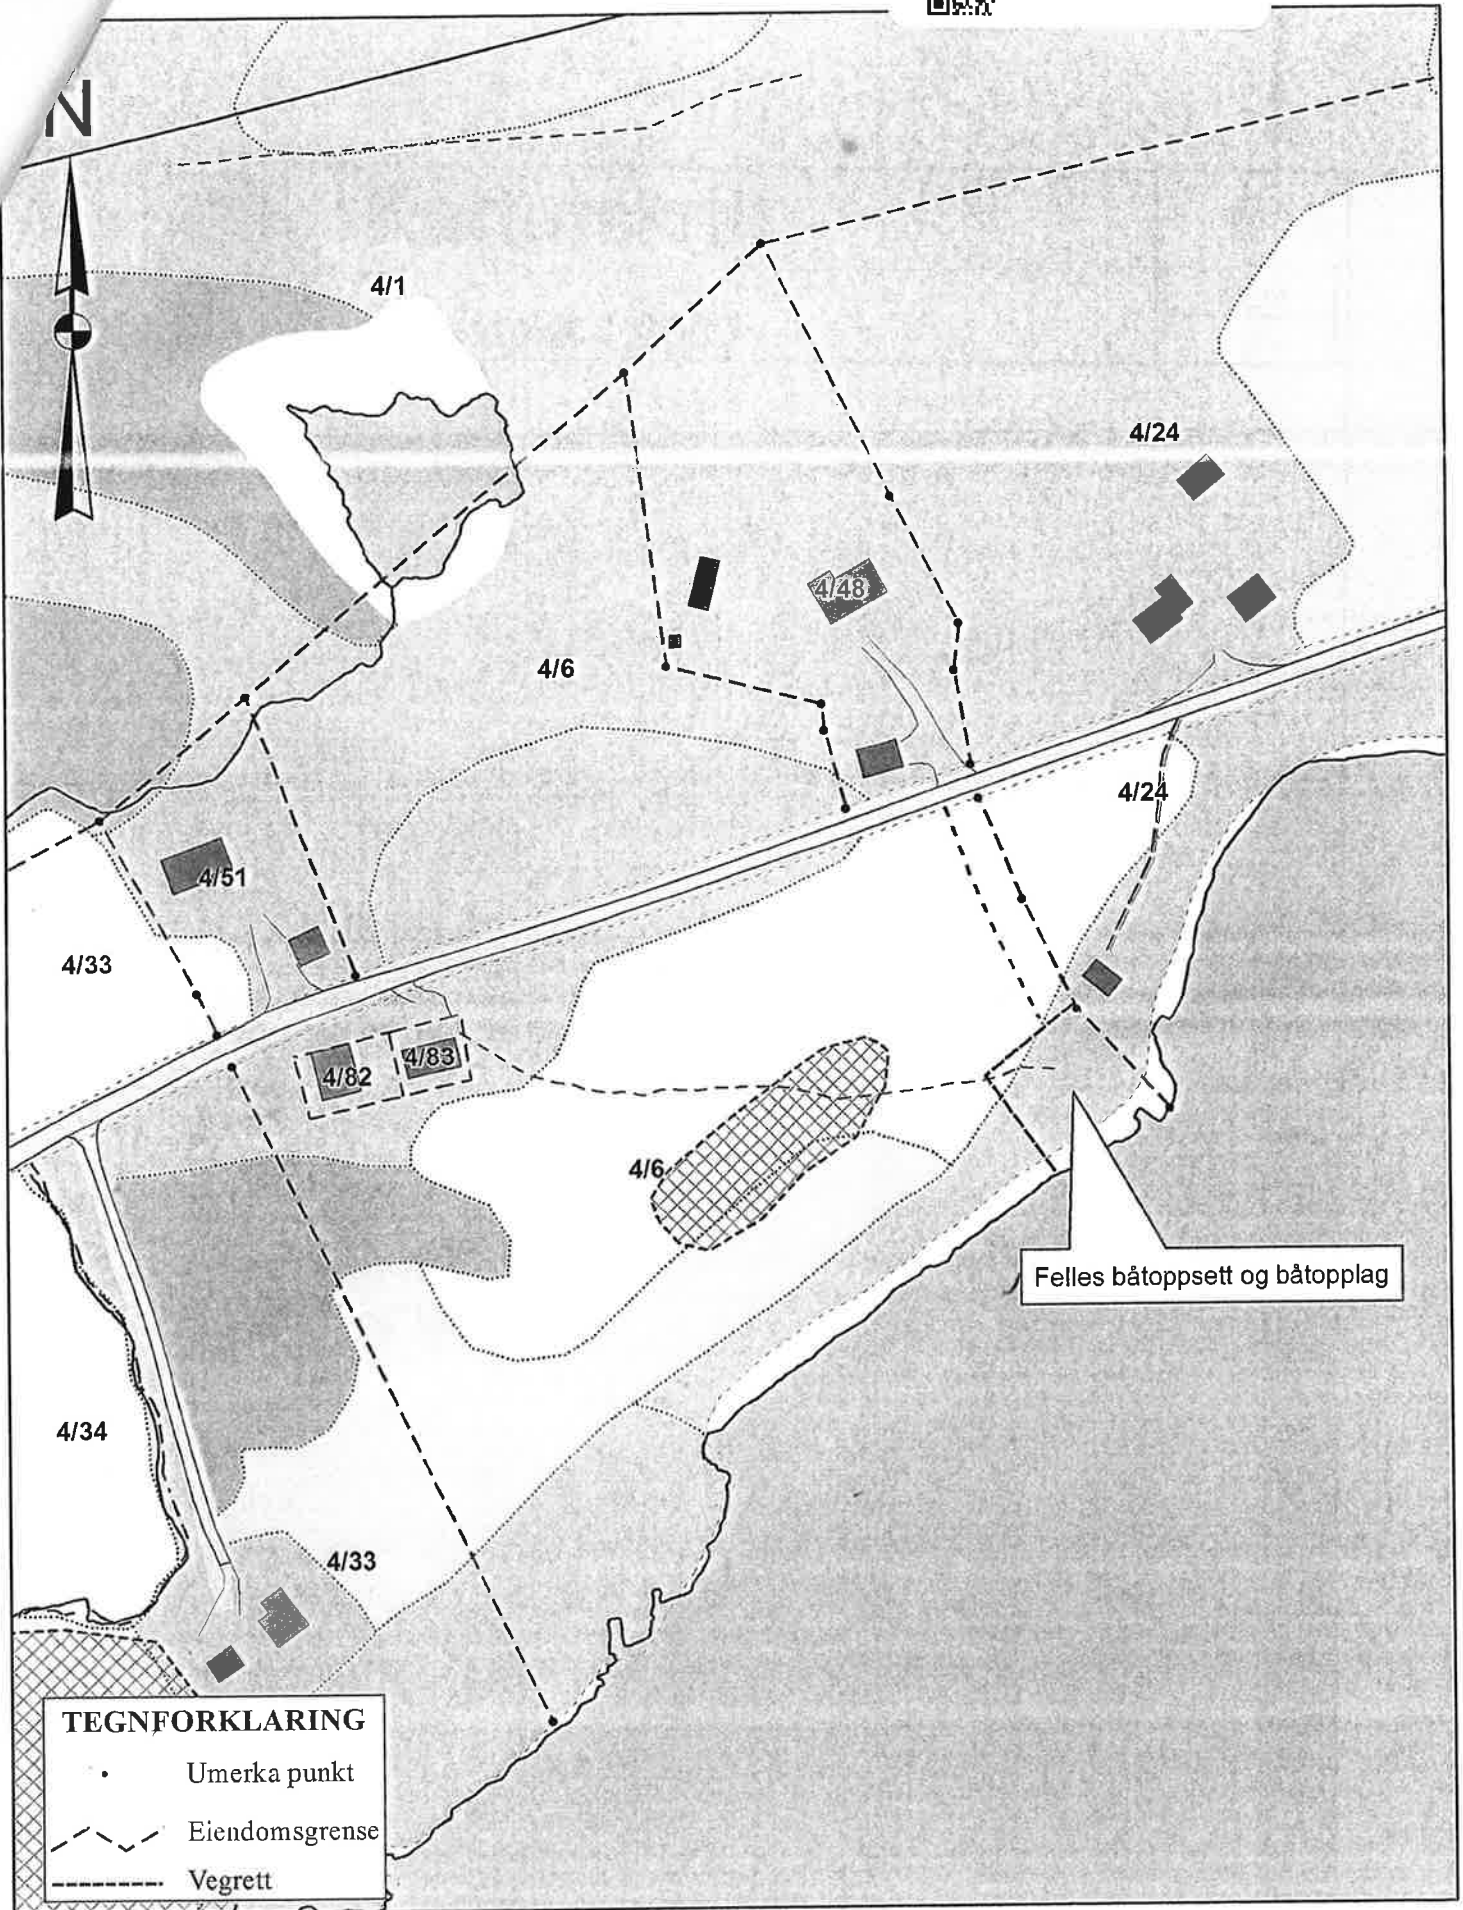 N
4/1
4/24
4/48
4/6
4/24
4/51
4/33
4/83
4/82
4/6
Felles båtoppsett og båtopplag
4/34
4/33
TEGNFORKLARING
Umerka punkt
Eiendomsgrense
Vegrett